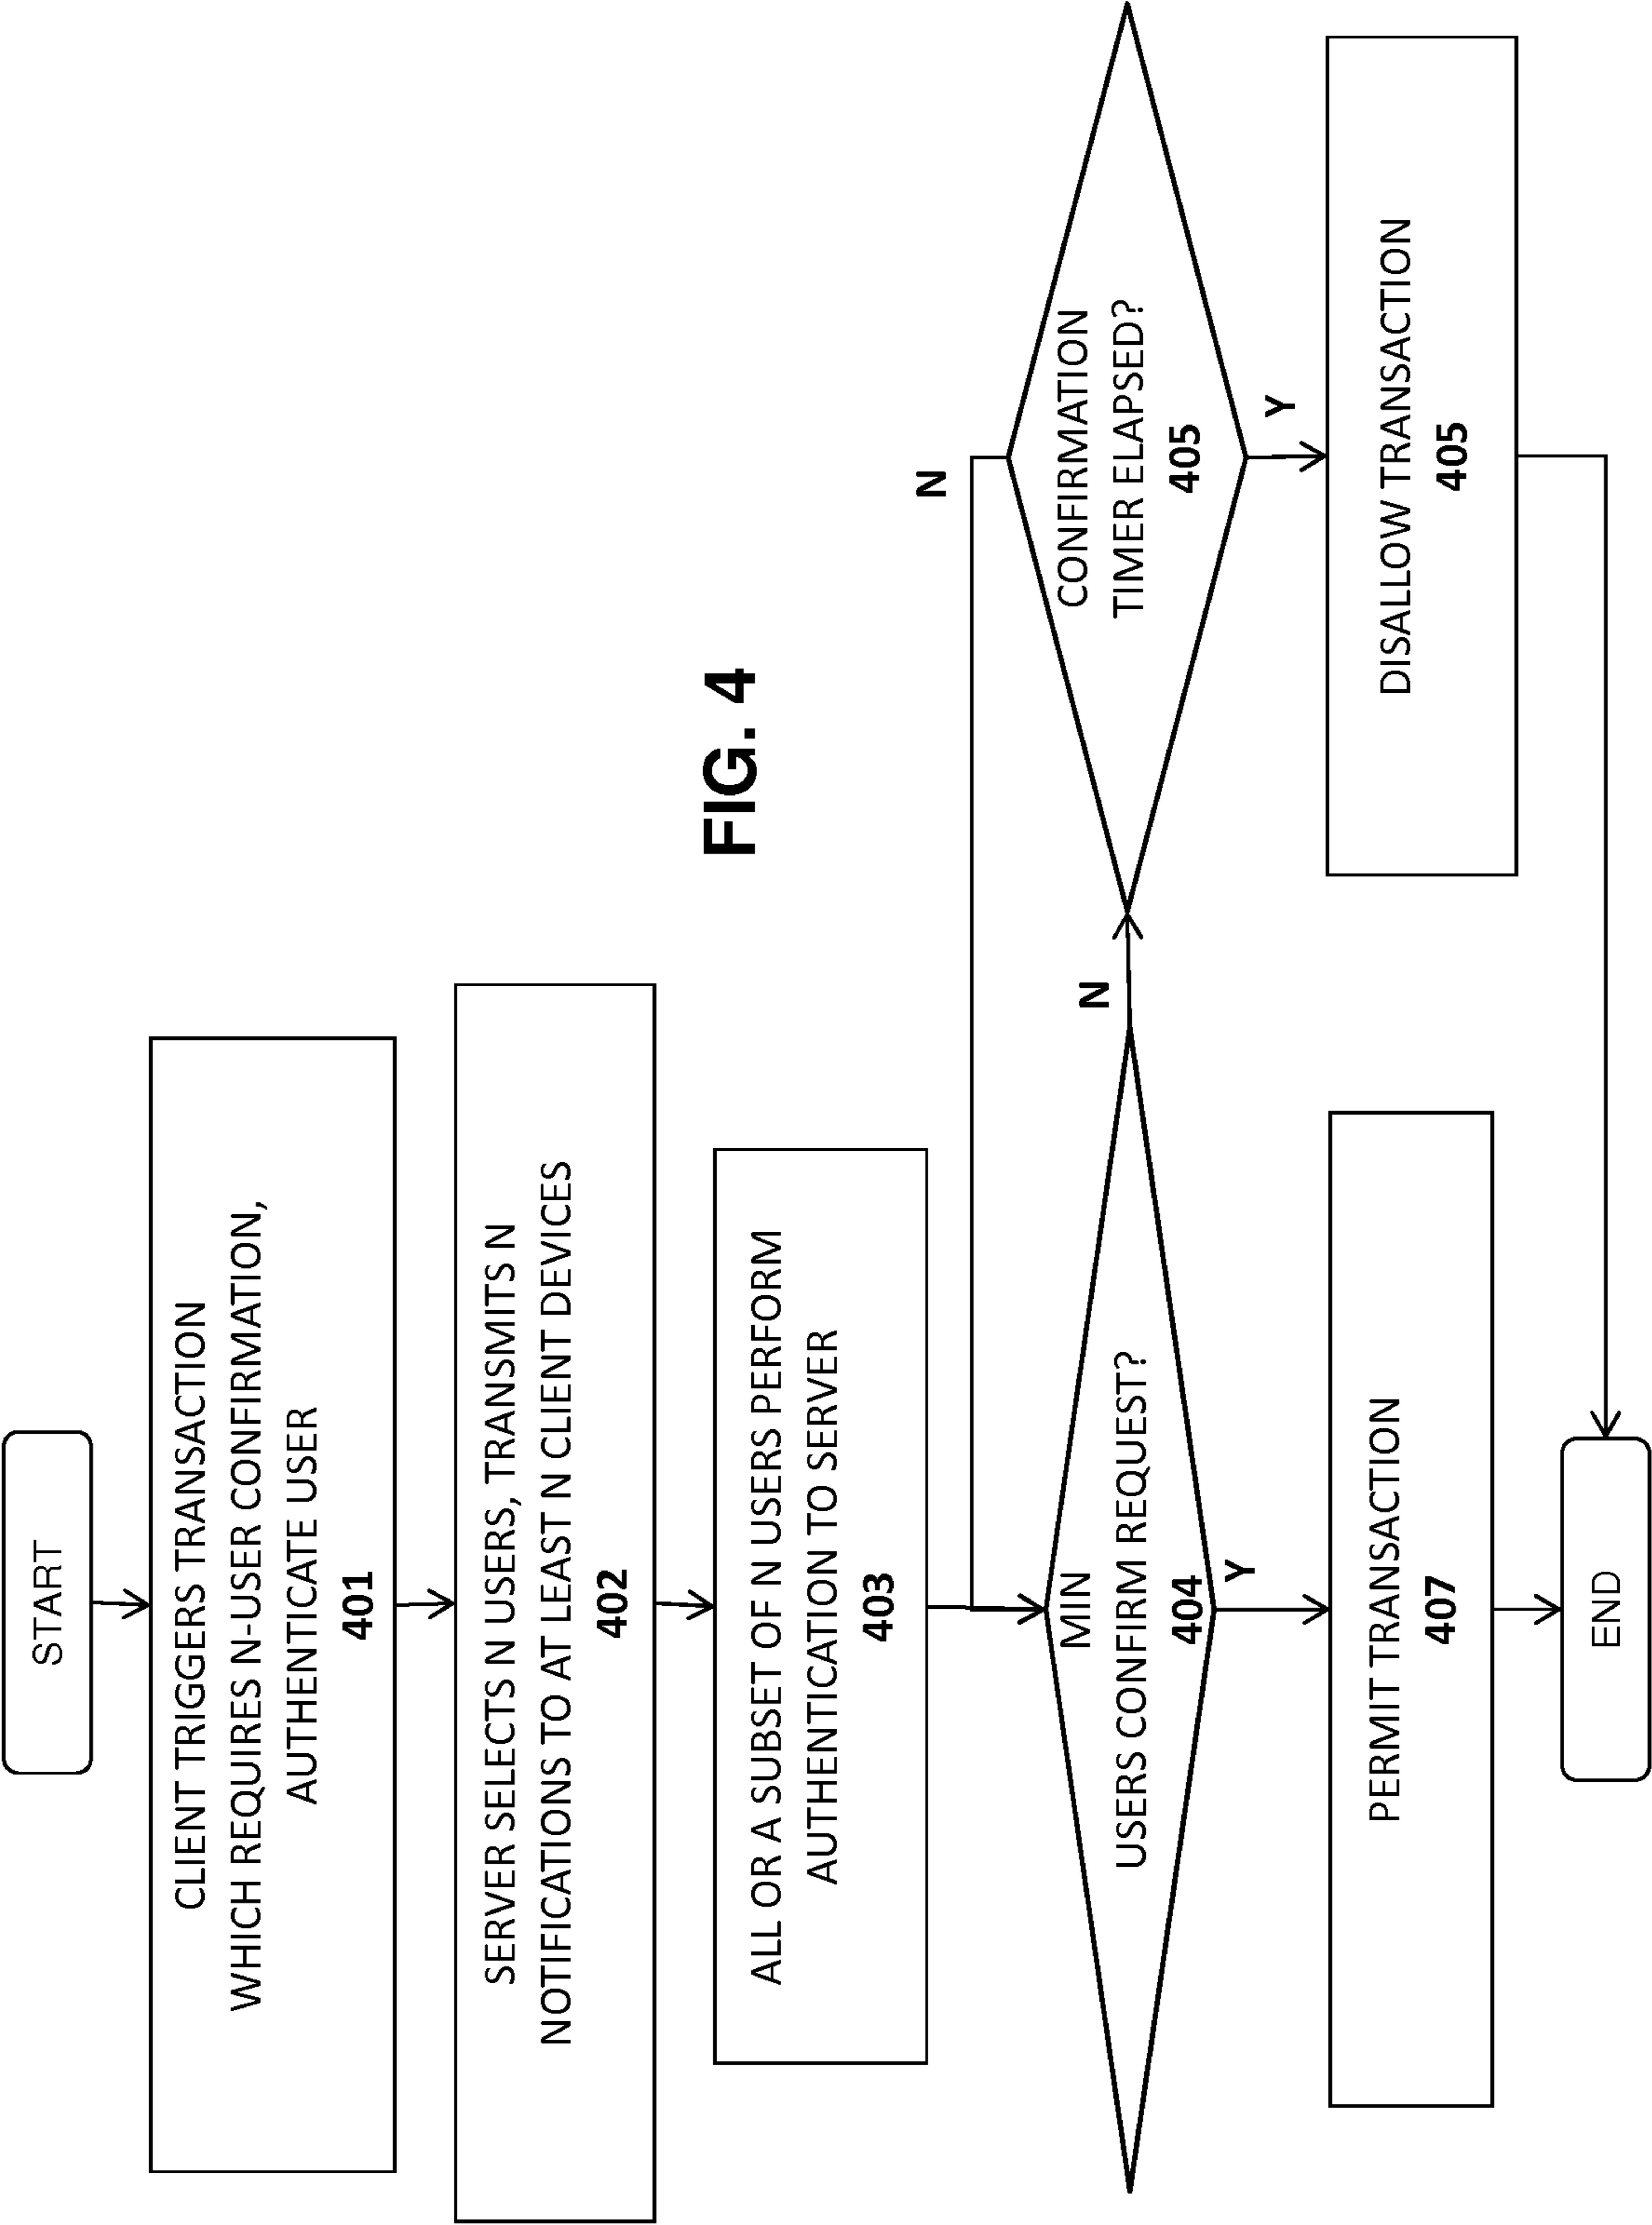 START
CLIENT TRIGGERS TRANSACTION
WHICH REQUIRES N-USER CONFIRMATION,
AUTHENTICATE USER
401
SERVER SELECTS N USERS, TRANSMITS N
NOTIFICATIONS TO AT LEAST N CLIENT DEVICES
402
ALL OR A SUBSET OF N USERS PERFORM
AUTHENTICATION TO SERVER
403
FIG. 4
MIN
USERS CONFIRM REQUEST?
404
N
Y
N
CONFIRMATION
TIMER ELAPSED?
405
Y
PERMIT TRANSACTION
407
DISALLOW TRANSACTION
405
END